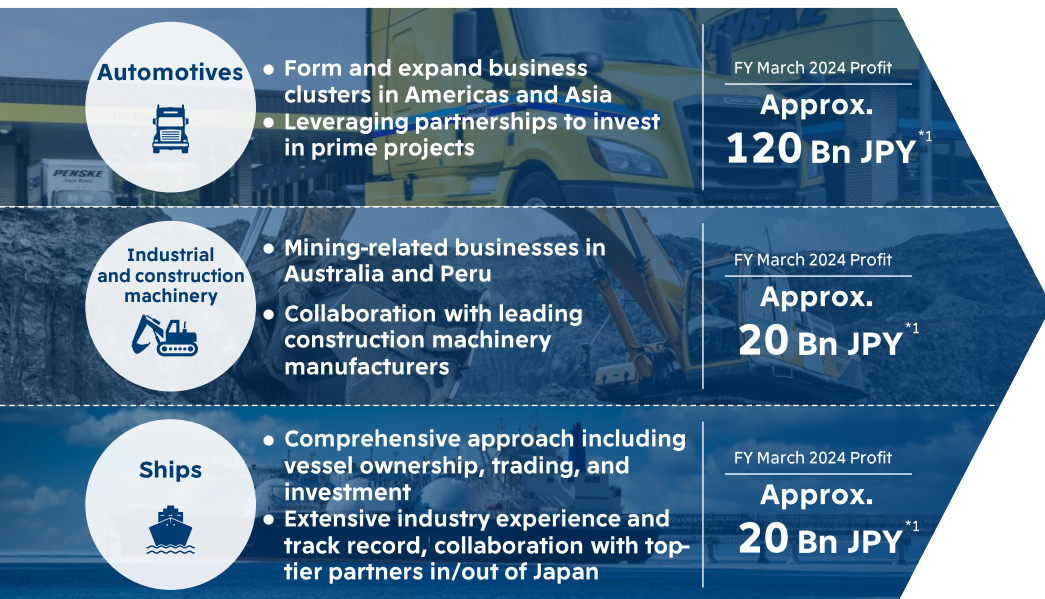 Automotives
● Form and expand business
clusters in Americas and Asia
● Leveraging partnerships to invest
in prime projects
FY March 2024 Profit
Approx.
120 Bn JPY *1
PENSKE
Truck Rental
PENSKE
Industrial
and construction
machinery
● Mining-related businesses in
Australia and Peru
● Collaboration with leading
construction machinery
manufacturers
FY March 2024 Profit
Approx.
20 Bn JPY *1
Ships
● Comprehensive approach including
vessel ownership, trading, and
investment
● Extensive industry experience and
track record, collaboration with top-
tier partners in/out of Japan
FY March 2024 Profit
Approx.
20 Bn JPY *1